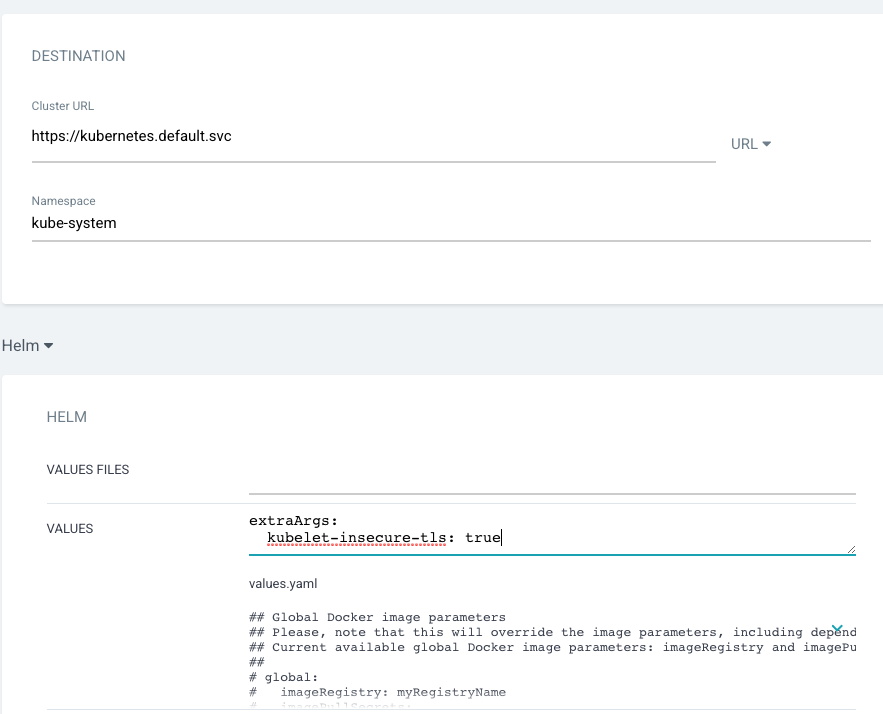 DESTINATION
Cluster URL
https://kubernetes.default.svc
URL
Namespace
kube-system
Helm
HELM
VALUES FILES
VALUES
extraArgs:
  kubelet-insecure-tls: true
values.yaml
## Global Docker image parameters
## Please, note that this will override the image parameters, including depend
## Current available global Docker image parameters: imageRegistry and imagePu
##
# global:
#   imageRegistry: myRegistryName
#   imagePullSecrets: